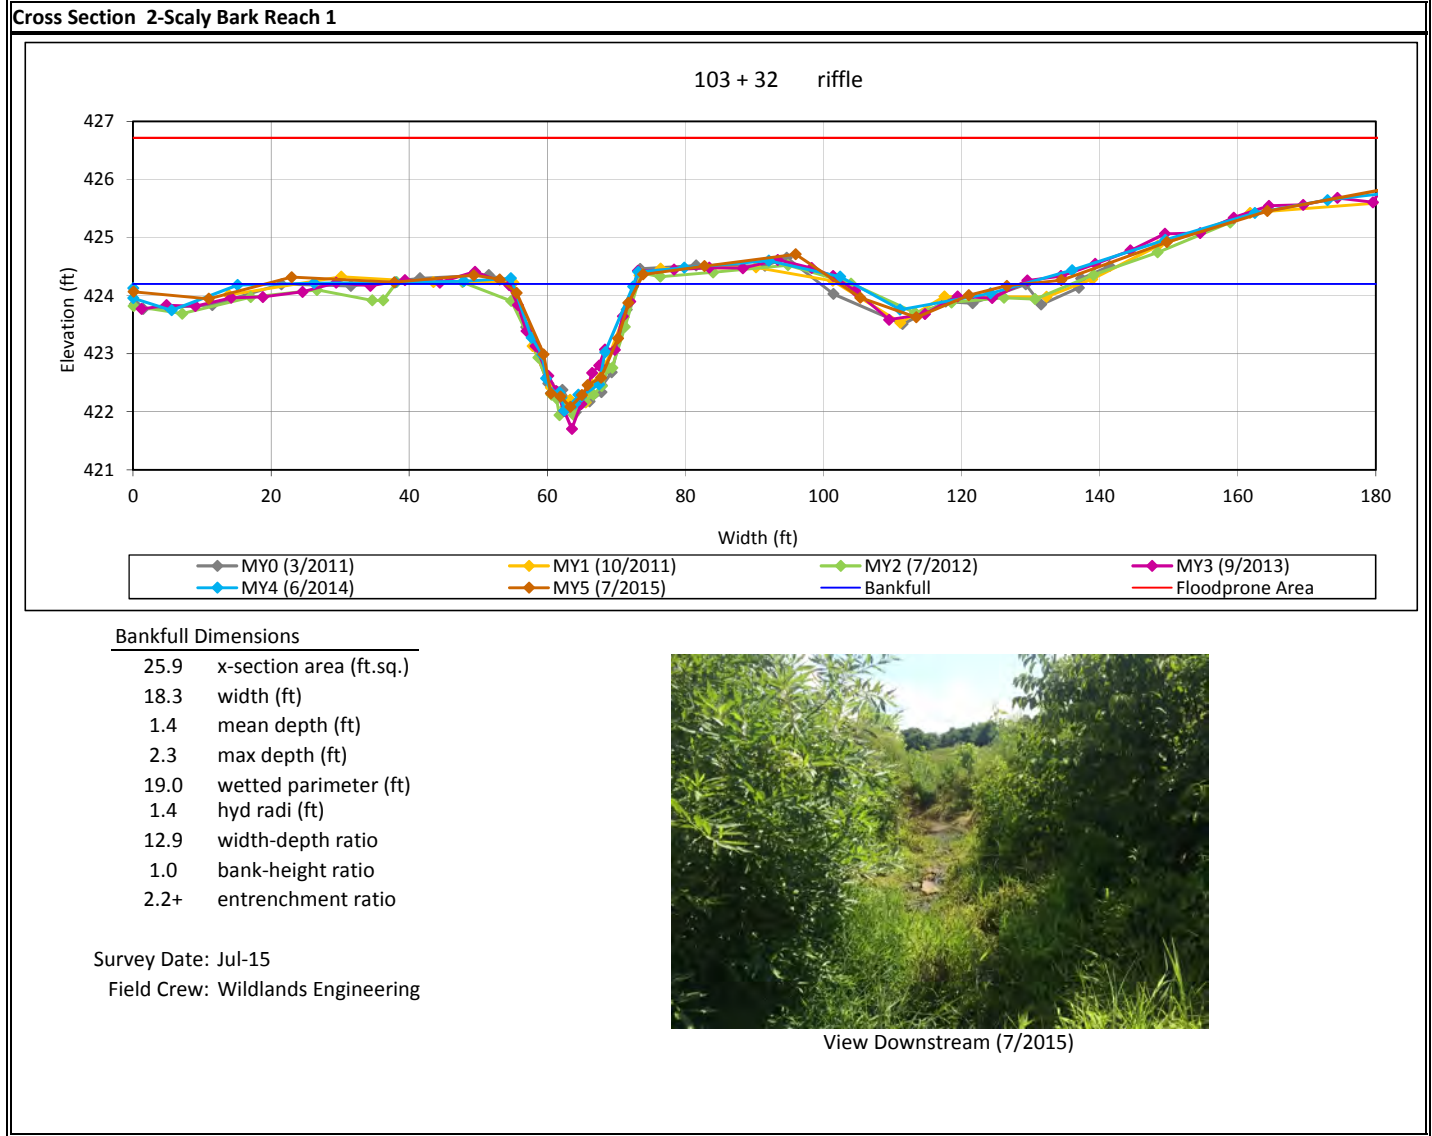 Cross Section 2-Scaly Bark Reach 1
103 + 32 riffle
427
426
425
424
423
422
421
Elevation (ft)
0 20 40 60 80 100 120 140 160 180
Width (ft)
MY0 (3/2011) MY1 (10/2011) MY2 (7/2012) MY3 (9/2013)
MY4 (6/2014) MY5 (7/2015) Bankfull Floodprone Area
Bankfull Dimensions
25.9 x-section area (ft.sq.)
18.3 width (ft)
1.4 mean depth (ft)
2.3 max depth (ft)
19.0 wetted parimeter (ft)
1.4 hyd radi (ft)
12.9 width-depth ratio
1.0 bank-height ratio
2.2+ entrenchment ratio
Survey Date: Jul-15
Field Crew: Wildlands Engineering
View Downstream (7/2015)